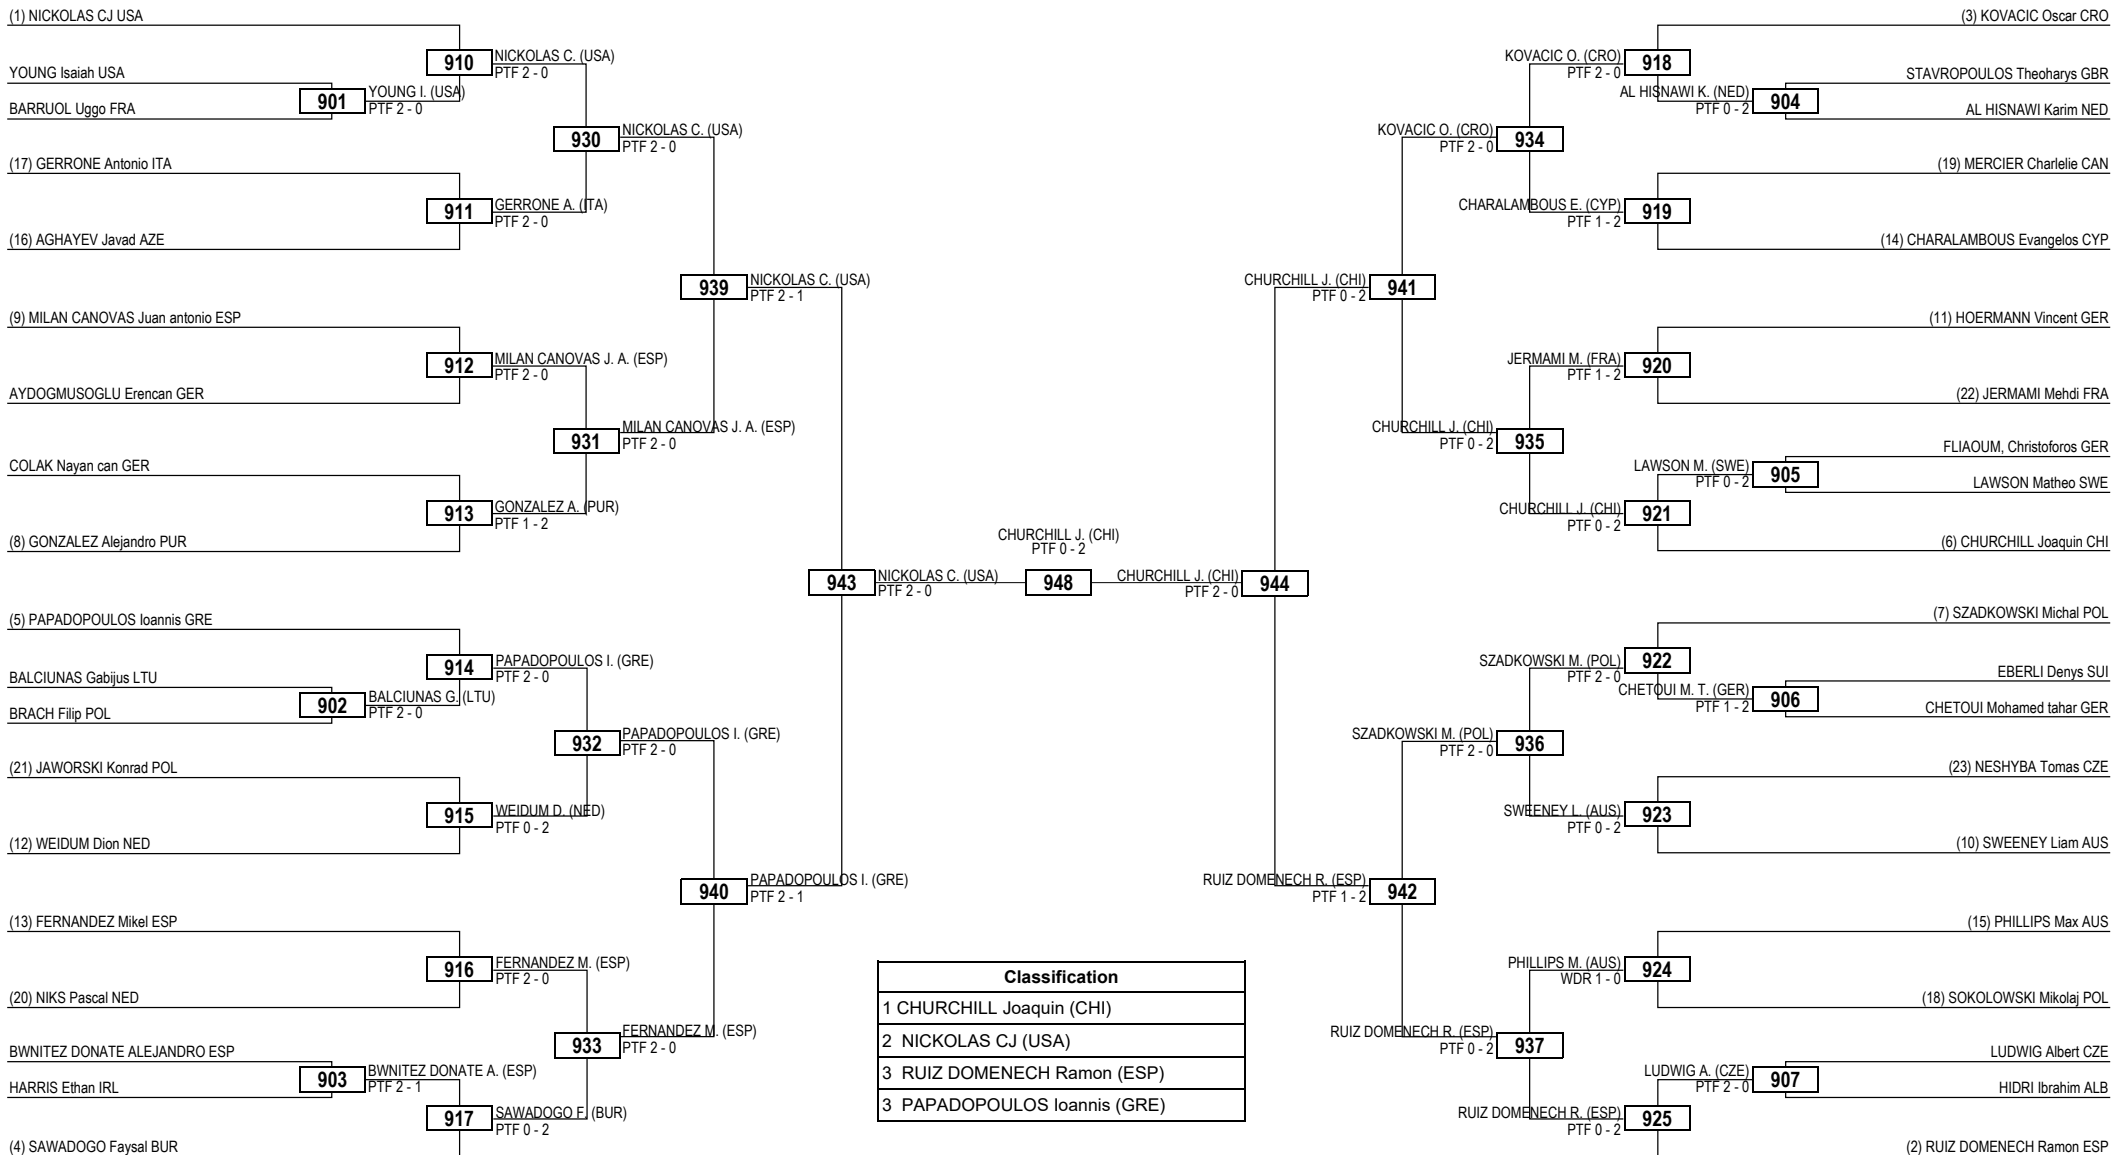 (1) NICKOLAS CJ USA
910
NICKOLAS C. (USA)
PTF 2 - 0
YOUNG Isaiah USA
901
YOUNG I. (USA)
PTF 2 - 0
BARRUOL Uggo FRA
930
NICKOLAS C. (USA)
PTF 2 - 0
(17) GERRONE Antonio ITA
911
GERRONE A. (ITA)
PTF 2 - 0
(16) AGHAYEV Javad AZE
939
NICKOLAS C. (USA)
PTF 2 - 1
(9) MILAN CANOVAS Juan antonio ESP
912
MILAN CANOVAS J. A. (ESP)
PTF 2 - 0
AYDOGMUSOGLU Erencan GER
931
MILAN CANOVAS J. A. (ESP)
PTF 2 - 0
COLAK Nayan can GER
913
GONZALEZ A. (PUR)
PTF 1 - 2
(8) GONZALEZ Alejandro PUR
943
NICKOLAS C. (USA)
PTF 2 - 0
(5) PAPADOPOULOS Ioannis GRE
914
PAPADOPOULOS I. (GRE)
PTF 2 - 0
BALCIUNAS Gabijus LTU
902
BALCIUNAS G. (LTU)
PTF 2 - 0
BRACH Filip POL
932
PAPADOPOULOS I. (GRE)
PTF 2 - 0
(21) JAWORSKI Konrad POL
915
WEIDUM D. (NED)
PTF 0 - 2
(12) WEIDUM Dion NED
940
PAPADOPOULOS I. (GRE)
PTF 2 - 1
(13) FERNANDEZ Mikel ESP
916
FERNANDEZ M. (ESP)
PTF 2 - 0
(20) NIKS Pascal NED
933
FERNANDEZ M. (ESP)
PTF 2 - 0
BWNITEZ DONATE ALEJANDRO ESP
903
BWNITEZ DONATE A. (ESP)
PTF 2 - 1
HARRIS Ethan IRL
917
SAWADOGO F. (BUR)
PTF 0 - 2
(4) SAWADOGO Faysal BUR
CHURCHILL J. (CHI)
PTF 0 - 2
948
Classification
1 CHURCHILL Joaquin (CHI)
2 NICKOLAS CJ (USA)
3 RUIZ DOMENECH Ramon (ESP)
3 PAPADOPOULOS Ioannis (GRE)
(3) KOVACIC Oscar CRO
KOVACIC O. (CRO)
PTF 2 - 0
918
STAVROPOULOS Theoharys GBR
AL HISNAWI K. (NED)
PTF 0 - 2
904
AL HISNAWI Karim NED
KOVACIC O. (CRO)
PTF 2 - 0
934
(19) MERCIER Charlelie CAN
CHARALAMBOUS E. (CYP)
PTF 1 - 2
919
(14) CHARALAMBOUS Evangelos CYP
CHURCHILL J. (CHI)
PTF 0 - 2
941
(11) HOERMANN Vincent GER
JERMAMI M. (FRA)
PTF 1 - 2
920
(22) JERMAMI Mehdi FRA
CHURCHILL J. (CHI)
PTF 0 - 2
935
FLIAOUM, Christoforos GER
LAWSON M. (SWE)
PTF 0 - 2
905
LAWSON Matheo SWE
CHURCHILL J. (CHI)
PTF 0 - 2
921
(6) CHURCHILL Joaquin CHI
CHURCHILL J. (CHI)
PTF 2 - 0
944
(7) SZADKOWSKI Michal POL
SZADKOWSKI M. (POL)
PTF 2 - 0
922
EBERLI Denys SUI
CHETOUI M. T. (GER)
PTF 1 - 2
906
CHETOUI Mohamed tahar GER
SZADKOWSKI M. (POL)
PTF 2 - 0
936
(23) NESHYBA Tomas CZE
SWEENEY L. (AUS)
PTF 0 - 2
923
(10) SWEENEY Liam AUS
RUIZ DOMENECH R. (ESP)
PTF 1 - 2
942
(15) PHILLIPS Max AUS
PHILLIPS M. (AUS)
WDR 1 - 0
924
(18) SOKOLOWSKI Mikolaj POL
RUIZ DOMENECH R. (ESP)
PTF 0 - 2
937
LUDWIG Albert CZE
LUDWIG A. (CZE)
PTF 2 - 0
907
HIDRI Ibrahim ALB
RUIZ DOMENECH R. (ESP)
PTF 0 - 2
925
(2) RUIZ DOMENECH Ramon ESP